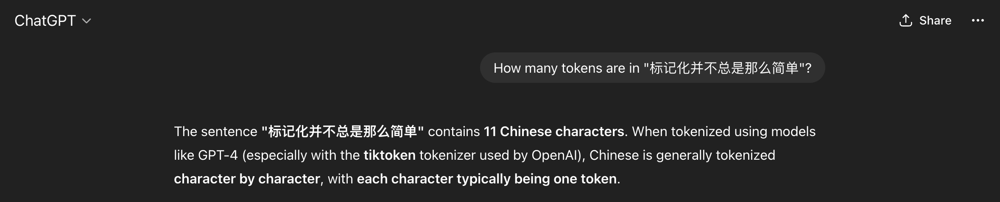 ChatGPT
Share
How many tokens are in "标记化并不总是那么简单"?
The sentence "标记化并不总是那么简单" contains 11 Chinese characters. When tokenized using models
like GPT-4 (especially with the tiktoken tokenizer used by OpenAI), Chinese is generally tokenized
character by character, with each character typically being one token.